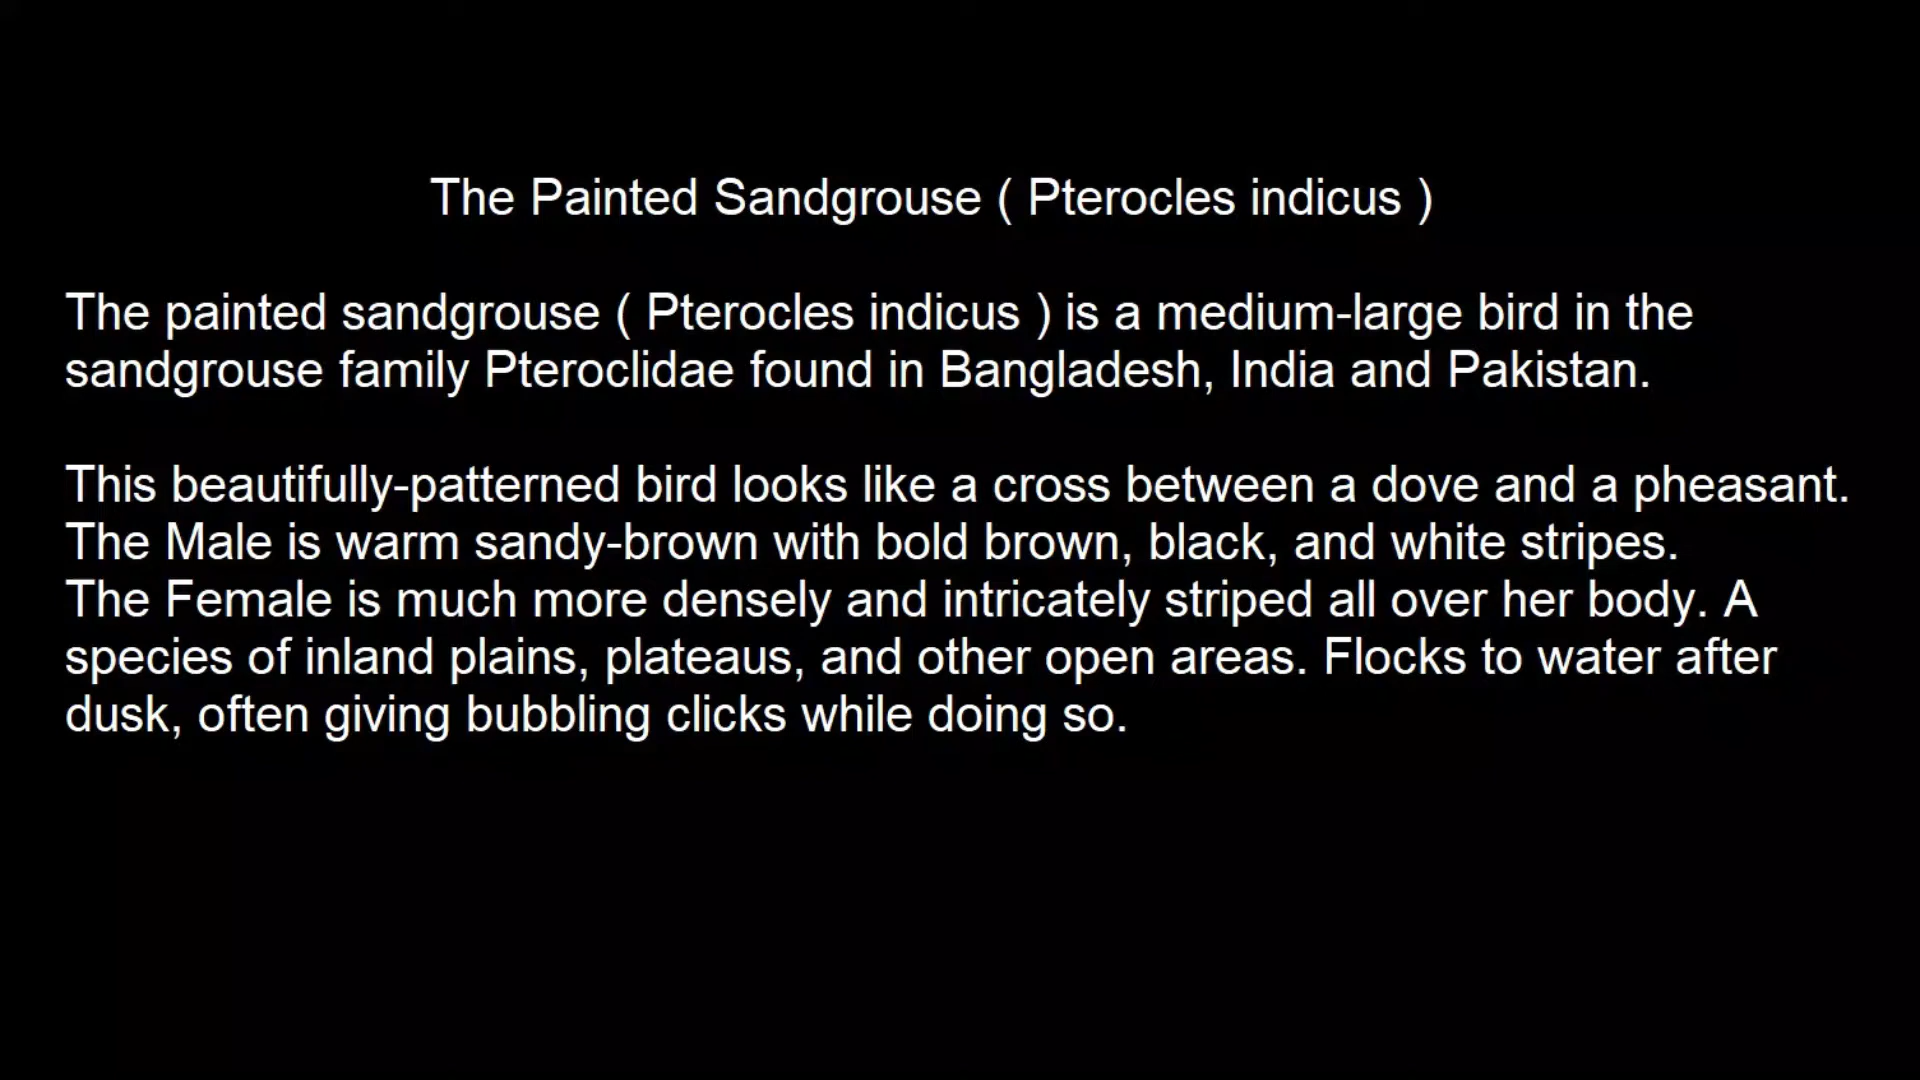 The Painted Sandgrouse ( Pterocles indicus )
The painted sandgrouse ( Pterocles indicus ) is a medium-large bird in the
sandgrouse family Pteroclidae found in Bangladesh, India and Pakistan.
This beautifully-patterned bird looks like a cross between a dove and a pheasant.
The Male is warm sandy-brown with bold brown, black, and white stripes.
The Female is much more densely and intricately striped all over her body. A
species of inland plains, plateaus, and other open areas. Flocks to water after
dusk, often giving bubbling clicks while doing so.